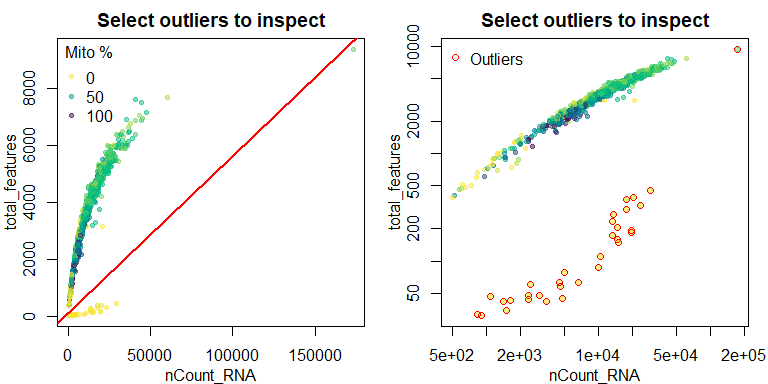 Select outliers to inspect
Mito %
0
50
100
total_features
0
2000
4000
6000
8000
0
50000
100000
150000
nCount_RNA
Select outliers to inspect
Outliers
total_features
50
200
500
2000
10000
5e+02
2e+03
1e+04
5e+04
2e+05
nCount_RNA